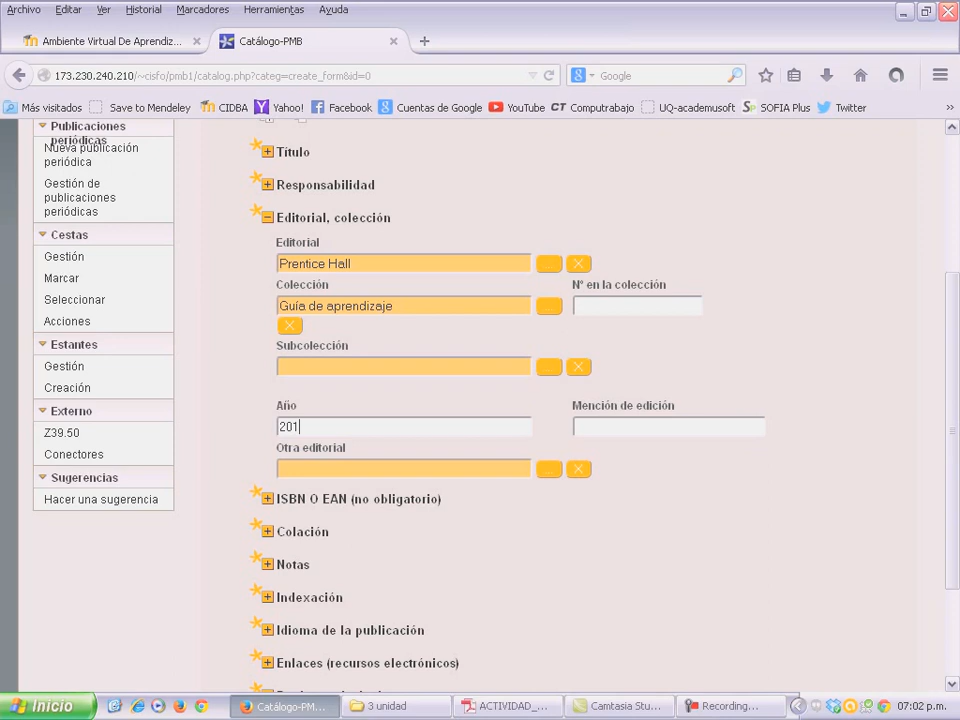 Archivo Editar Ver Historial Marcadores Herramientas Ayuda
Ambiente Virtual De Aprendiz... Catálogo-PMB
173.230.240.210/~cisfo/pmb1/catalog.php?categ=create_form&id=0 Google
Más visitados Save to Mendeley CIDBA Yahoo! Facebook Cuentas de Google YouTube CT Computrabajo UQ-academusoft SOFIA Plus Twitter »
Publicaciones
periódicas
Nueva publicación
periódica
Gestión de
publicaciones
periódicas
Cestas
Gestión
Marcar
Seleccionar
Acciones
Estantes
Gestión
Creación
Externo
Z39.50
Conectores
Sugerencias
Hacer una sugerencia
Título
Responsabilidad
Editorial, colección
Editorial
Prentice Hall
Colección N° en la colección
Guía de aprendizaje
Subcolección
Año Mención de edición
201
Otra editorial
ISBN O EAN (no obligatorio)
Colación
Notas
Indexación
Idioma de la publicación
Enlaces (recursos electrónicos)
Inicio Catálogo-PM... 3 unidad ACTIVIDAD_... Camtasia Stu... Recording... 07:02 p.m.